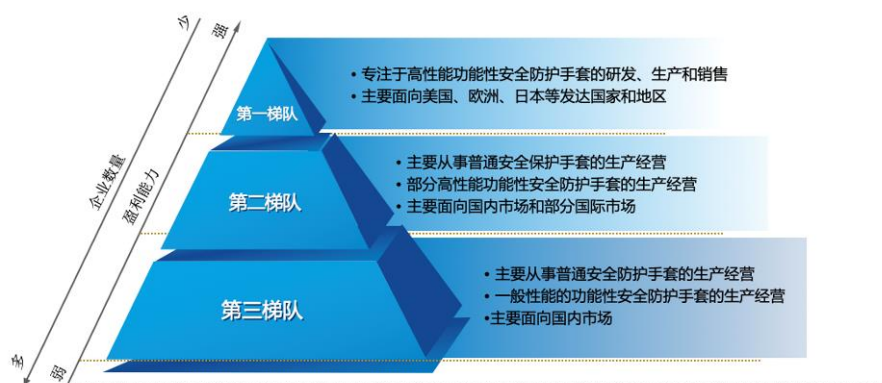 少
强
企业数量
盈利能力
多
弱
第一梯队
• 专注于高性能功能性安全防护手套的研发、生产和销售
• 主要面向美国、欧洲、日本等发达国家和地区
第二梯队
• 主要从事普通安全保护手套的生产经营
• 部分高性能功能性安全防护手套的生产经营
• 主要面向国内市场和部分国际市场
第三梯队
• 主要从事普通安全防护手套的生产经营
• 一般性能的功能性安全防护手套的生产经营
•主要面向国内市场